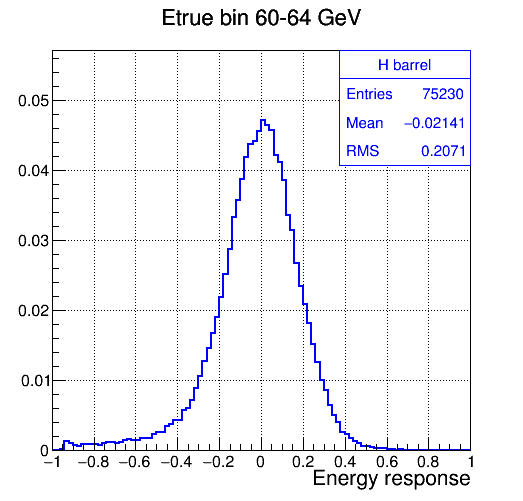 Etrue bin 60-64 GeV
H barrel
Entries 75230
Mean −0.02141
RMS 0.2071
0.05
0.04
0.03
0.02
0.01
0
−1 −0.8 −0.6 −0.4 −0.2 0 0.2 0.4 0.6 0.8 1
Energy response